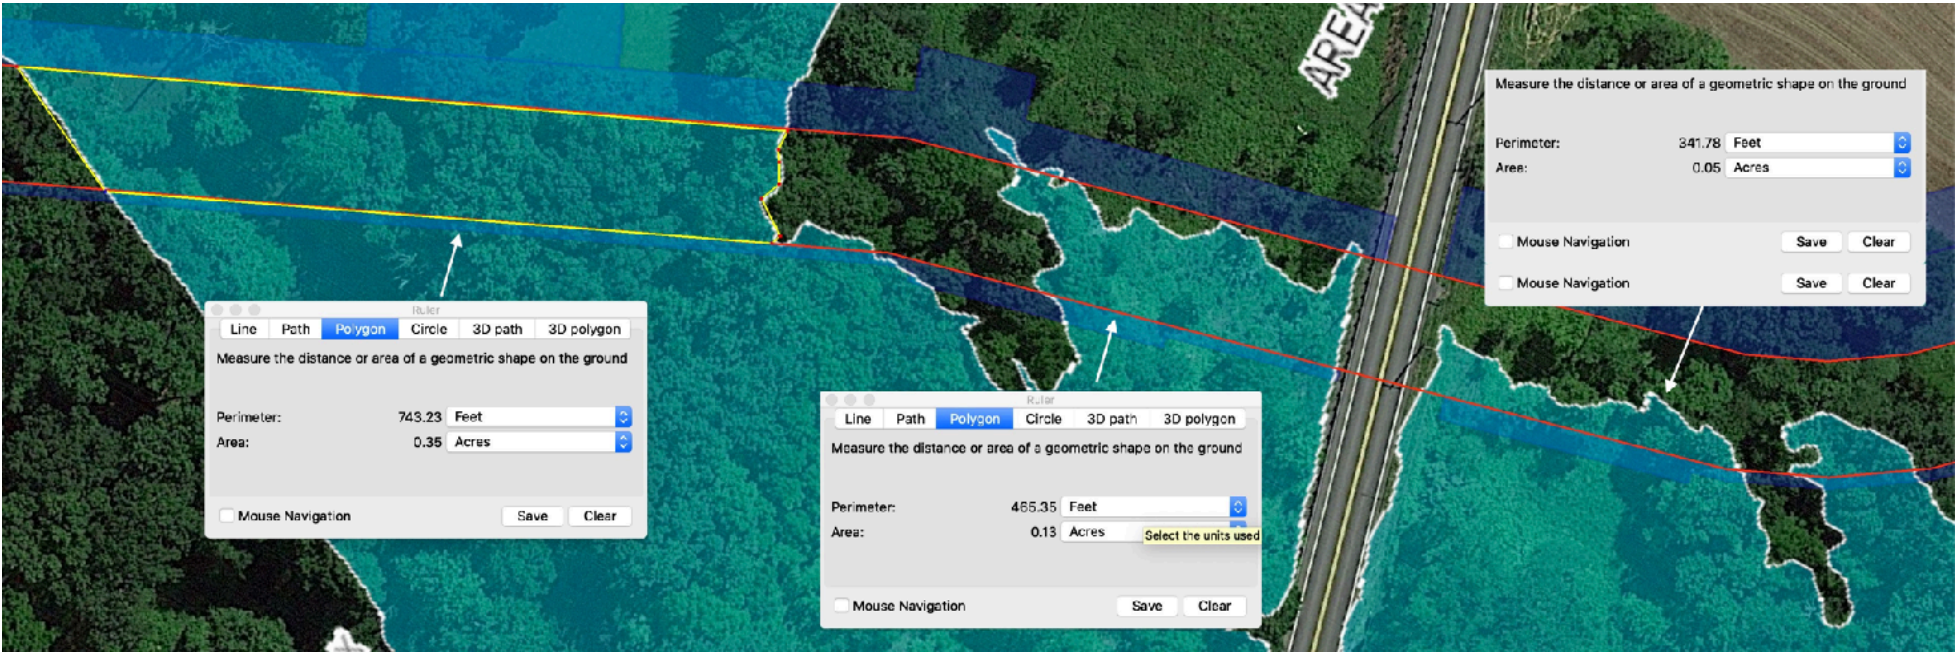 AREA
Measure the distance or area of a geometric shape on the ground
Perimeter: 341.78 Feet
Area: 0.05 Acres
Mouse Navigation Save Clear
Mouse Navigation Save Clear
Ruler
Line Path Polygon Circle 3D path 3D polygon
Measure the distance or area of a geometric shape on the ground
Perimeter: 743.23 Feet
Area: 0.35 Acres
Mouse Navigation Save Clear
Ruler
Line Path Polygon Circle 3D path 3D polygon
Measure the distance or area of a geometric shape on the ground
Perimeter: 465.35 Feet
Area: 0.13 Acres
Select the units used
Mouse Navigation Save Clear